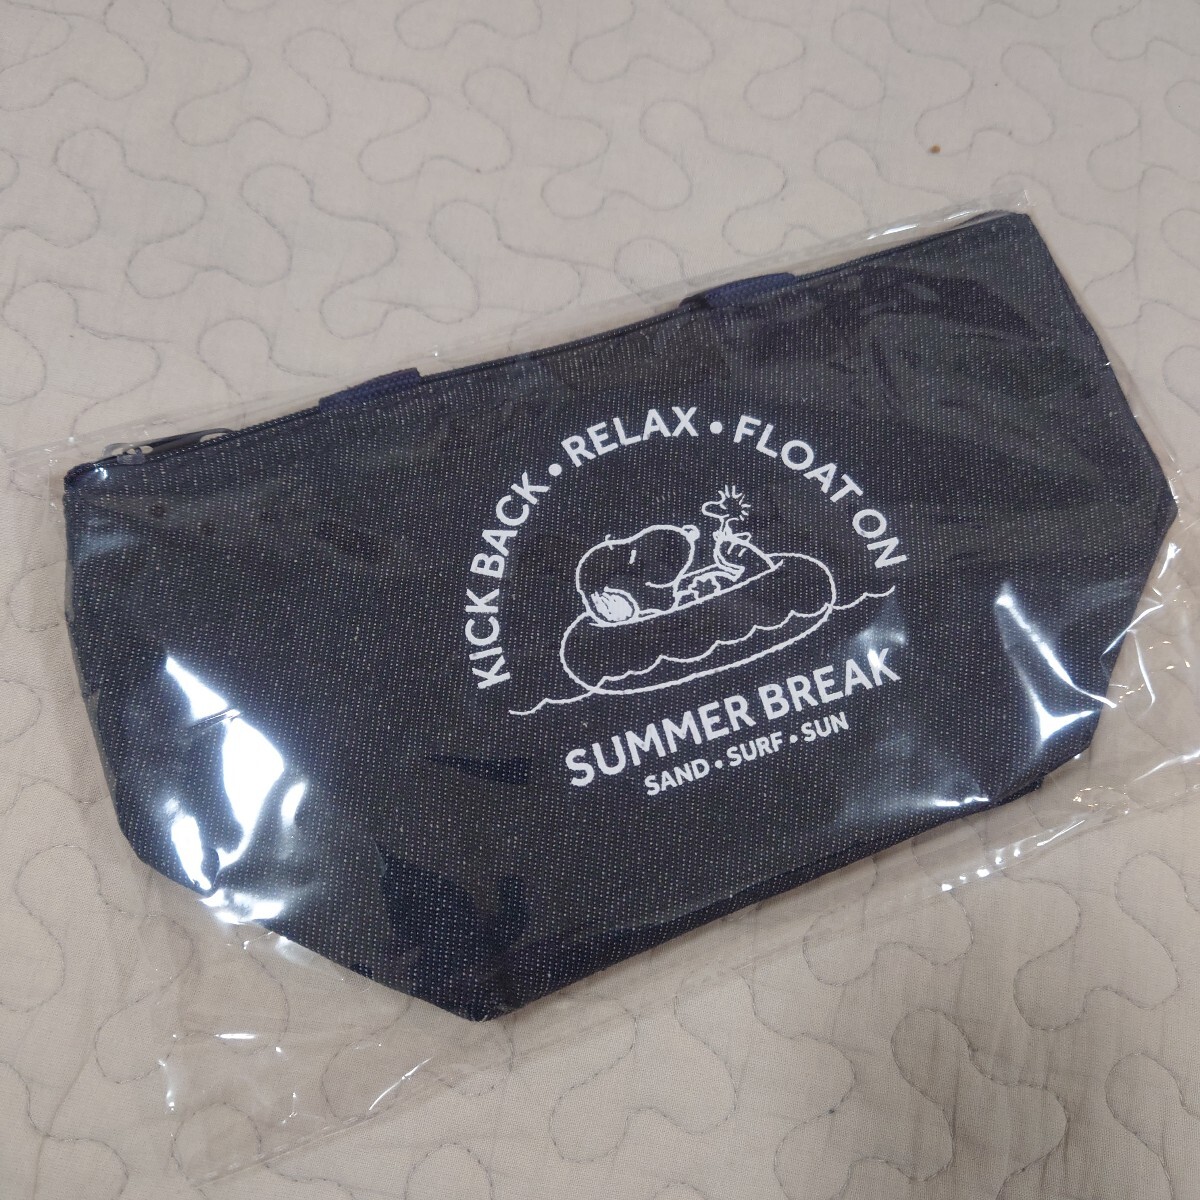 KICK BACK • RELAX • FLOAT ON
SUMMER BREAK
SAND • SURF • SUN